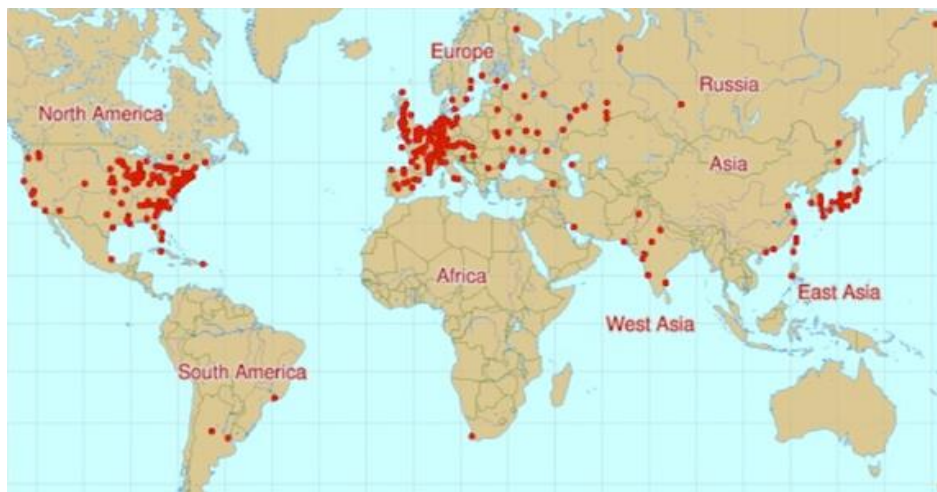 Europe
Russia
North America
Asia
Africa
East Asia
West Asia
South America